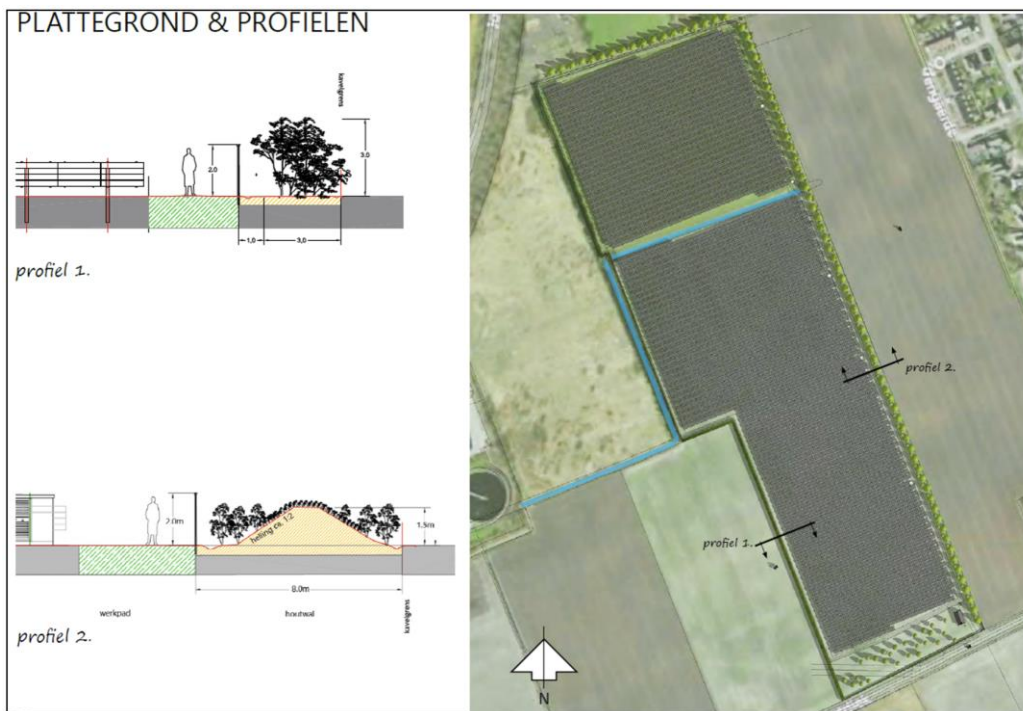 PLATTEGROND & PROFIELEN
kavelgrens
2.0
3.0
1,0
3,0
profiel 1.
2.0m
helling ca. 1:2
1.5m
8.0m
werkpad
houtwal
kavelgrens
profiel 2.
profiel 2.
profiel 1.
N